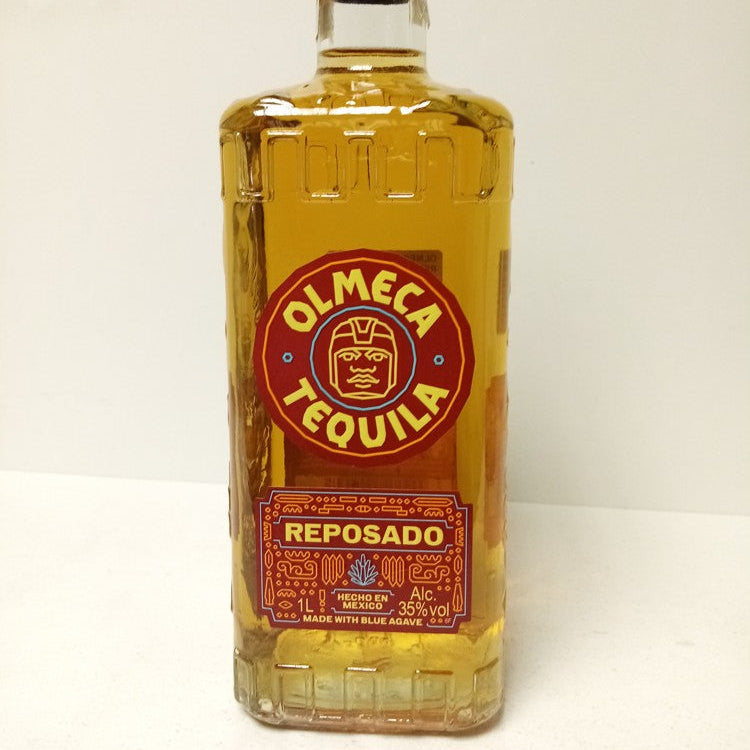 OLMECA
TEQUILA
REPOSADO
HECHO EN
MEXICO
1L
Alc.
35%vol
MADE WITH BLUE AGAVE